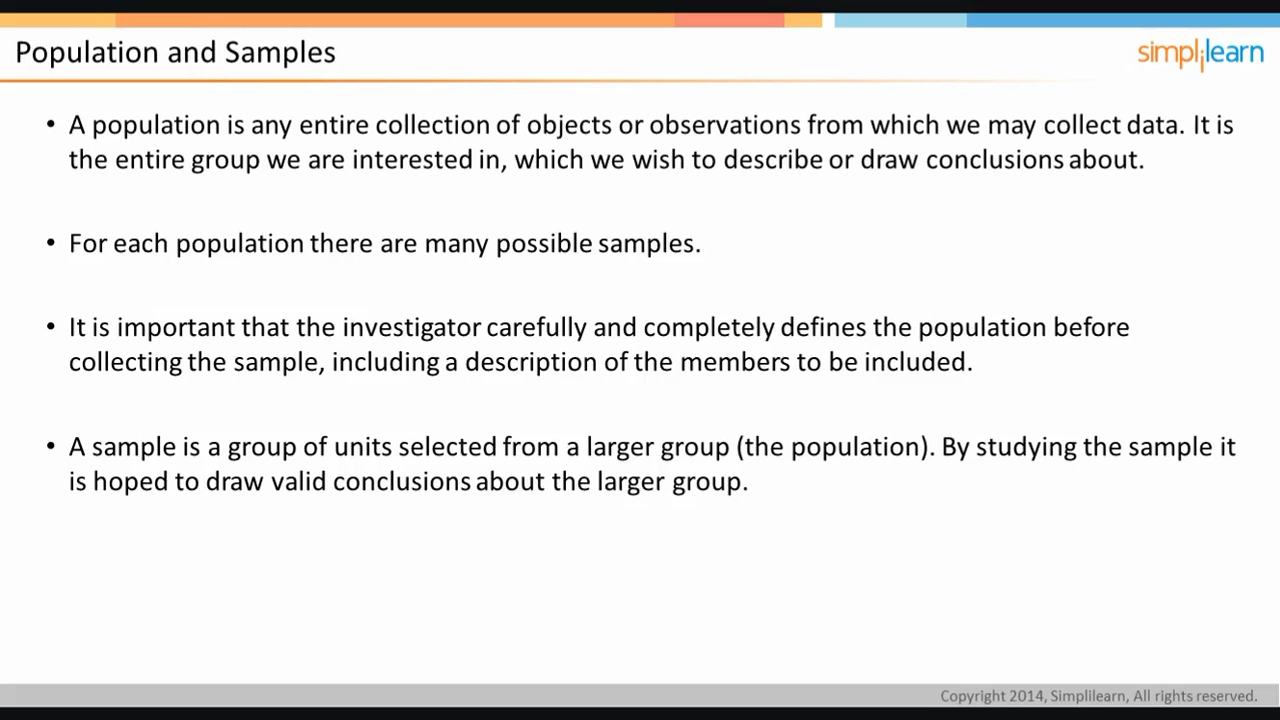 Population and Samples
simplilearn
• A population is any entire collection of objects or observations from which we may collect data. It is
the entire group we are interested in, which we wish to describe or draw conclusions about.
• For each population there are many possible samples.
• It is important that the investigator carefully and completely defines the population before
collecting the sample, including a description of the members to be included.
• A sample is a group of units selected from a larger group (the population). By studying the sample it
is hoped to draw valid conclusions about the larger group.
Copyright 2014, Simplilearn, All rights reserved.